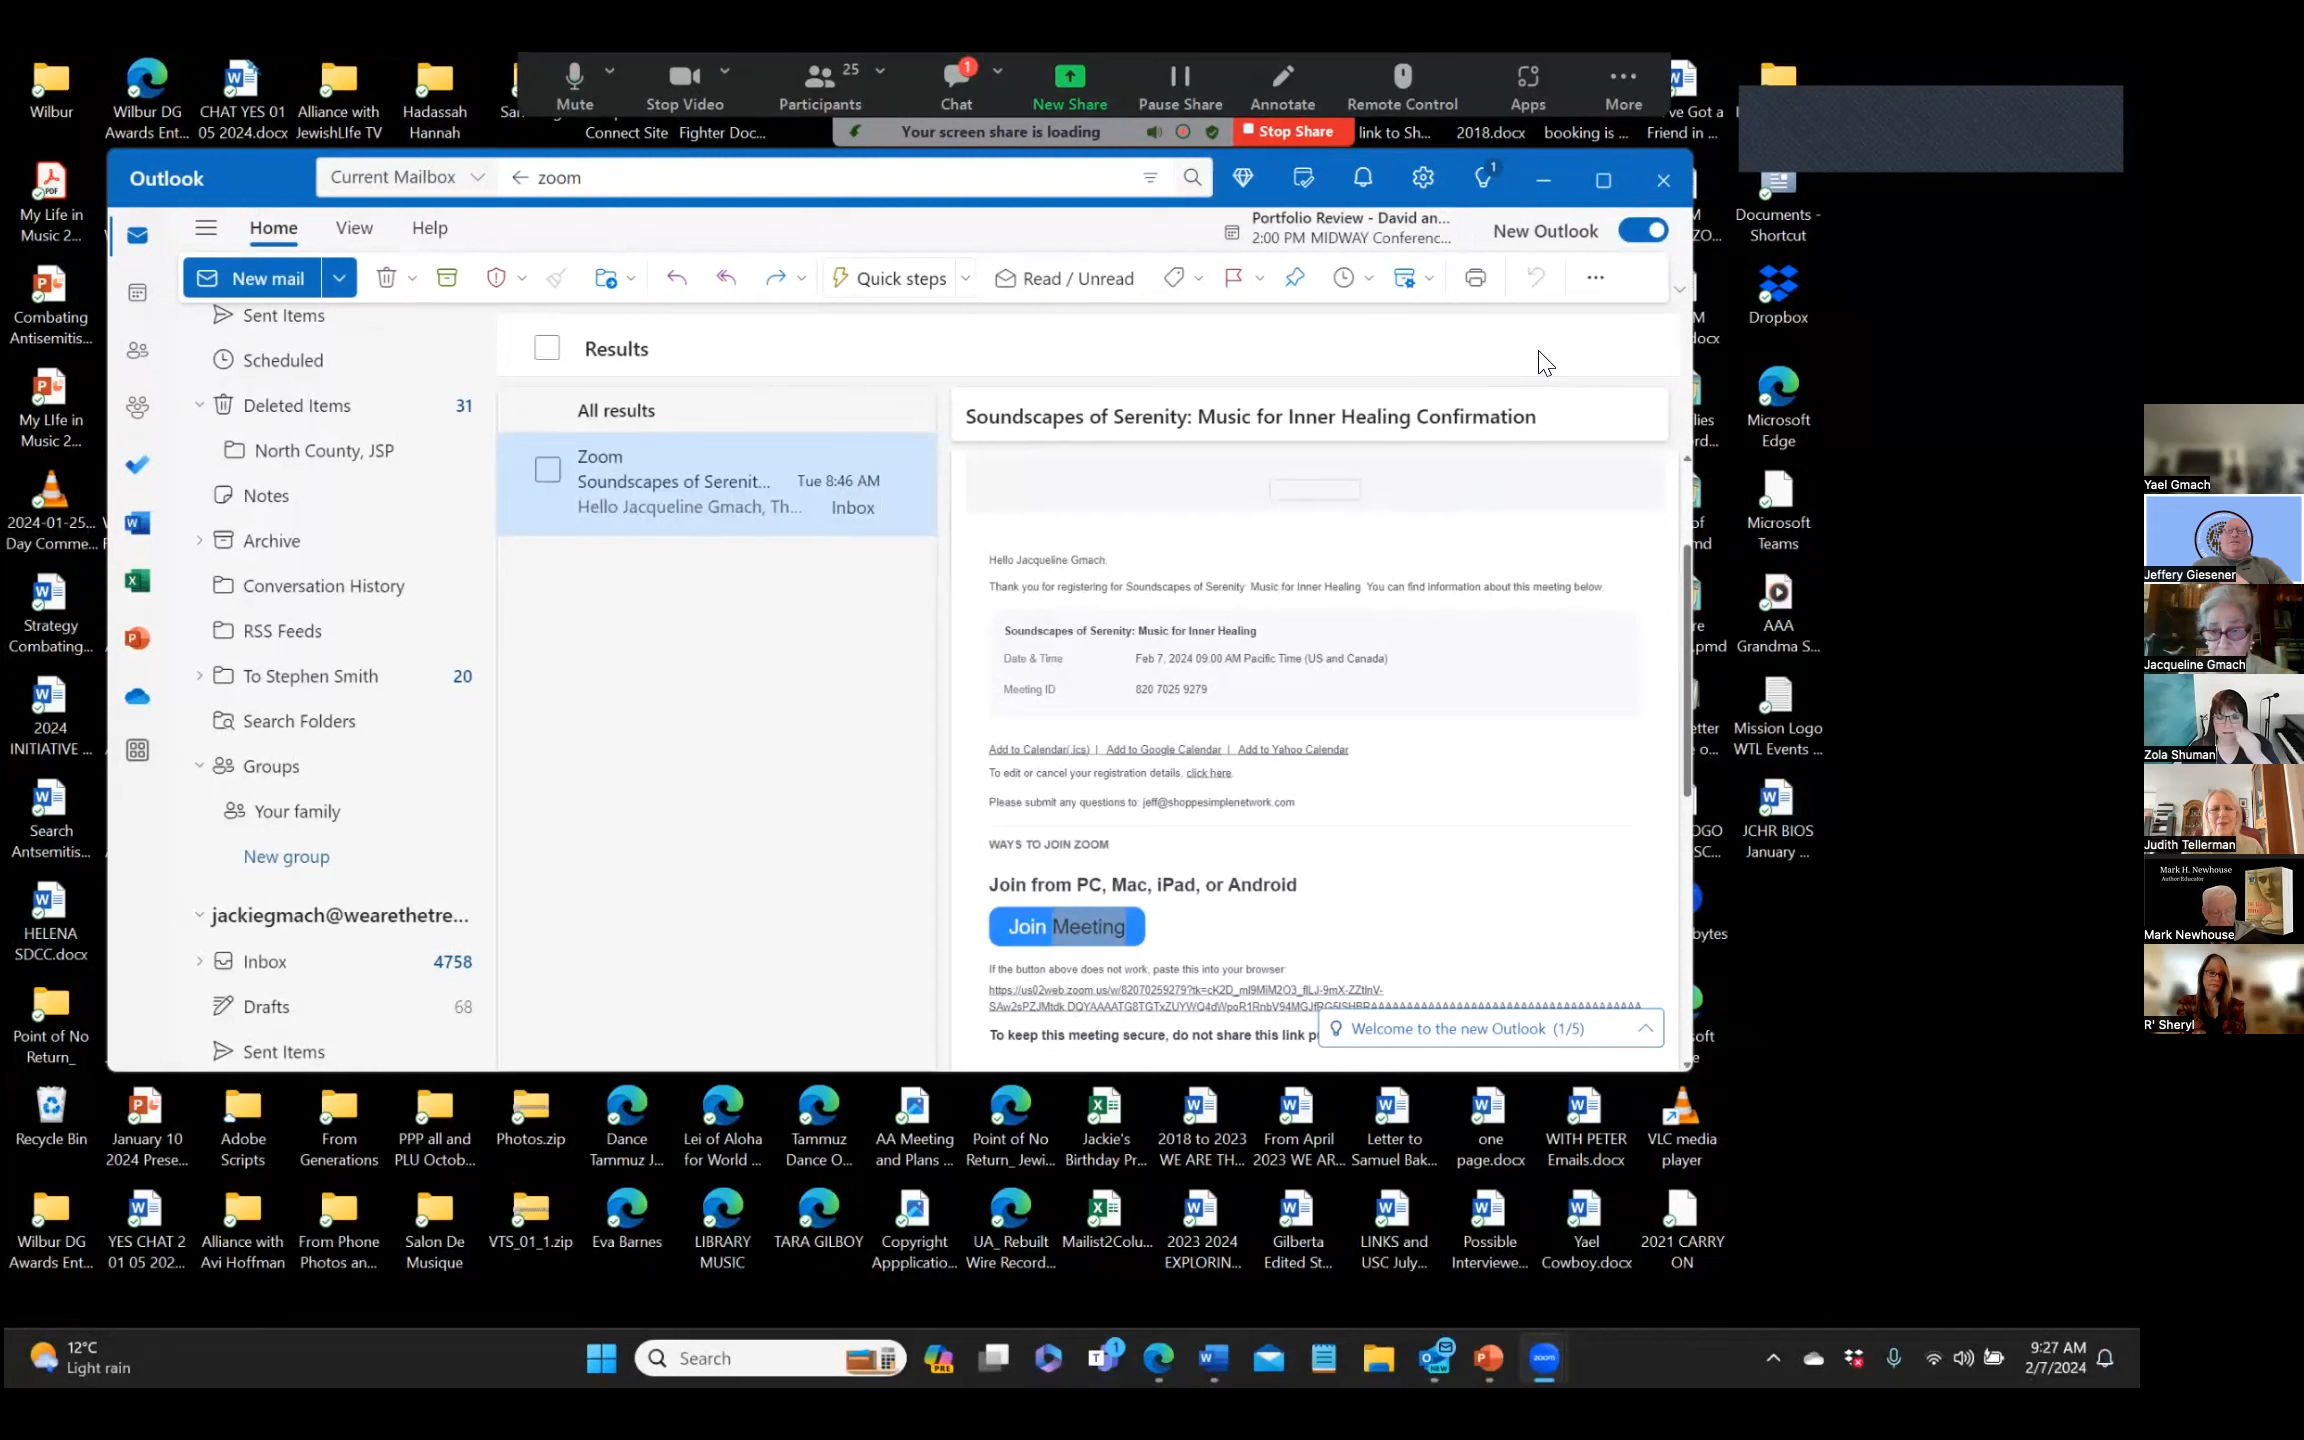 25
1
Mute
Stop Video
Participants
Chat
New Share
Pause Share
Annotate
Remote Control
Apps
More
Your screen share is loading
Stop Share
Wilbur
Wilbur DG
Awards Ent...
CHAT YES 01
05 2024.docx
Alliance with
JewishLIfe TV
Hadassah
Hannah
Connect Site
Fighter Doc...
link to Sh...
2018.docx
booking is ...
've Got a
Friend in ...
Outlook
Current Mailbox
zoom
1
Home
View
Help
Portfolio Review - David an...
2:00 PM MIDWAY Conferenc...
New Outlook
New mail
Quick steps
Read / Unread
Sent Items
Scheduled
Deleted Items
31
North County, JSP
Notes
Archive
Conversation History
RSS Feeds
To Stephen Smith
20
Search Folders
Groups
Your family
New group
jackiegmach@wearethetre...
Inbox
4758
Drafts
68
Sent Items
Results
All results
Zoom
Soundscapes of Serenit...
Tue 8:46 AM
Hello Jacqueline Gmach, Th...
Inbox
Soundscapes of Serenity: Music for Inner Healing Confirmation
Hello Jacqueline Gmach,
Thank you for registering for Soundscapes of Serenity: Music for Inner Healing. You can find information about this meeting below.
Soundscapes of Serenity: Music for Inner Healing
Date & Time
Feb 7, 2024 09:00 AM Pacific Time (US and Canada)
Meeting ID
820 7025 9279
Add to Calendar(.ics) | Add to Google Calendar | Add to Yahoo Calendar
To edit or cancel your registration details, click here.
Please submit any questions to: jeff@shoppesimplenetwork.com
WAYS TO JOIN ZOOM
Join from PC, Mac, iPad, or Android
Join Meeting
If the button above does not work, paste this into your browser:
To keep this meeting secure, do not share this link
Welcome to the new Outlook (1/5)
My Life in
Music 2...
Combating
Antisemitis...
My LIfe in
Music 2...
2024-01-25...
Day Comme...
Strategy
Combating...
2024
INITIATIVE ...
Search
Antsemitis...
HELENA
SDCC.docx
Point of No
Return_
Documents -
Shortcut
Dropbox
Microsoft
Edge
Microsoft
Teams
AAA
Grandma S...
Mission Logo
WTL Events ...
JCHR BIOS
January ...
Yael Gmach
Jeffery Giesener
Jacqueline Gmach
Zola Shuman
Judith Tellerman
Mark H. Newhouse
Author/Educator
Mark Newhouse
R' Sheryl
Recycle Bin
January 10
2024 Prese...
Adobe
Scripts
From
Generations
PPP all and
PLU Octob...
Photos.zip
Dance
Tammuz J...
Lei of Aloha
for World ...
Tammuz
Dance O...
AA Meeting
and Plans ...
Point of No
Return_ Jewi...
Jackie's
Birthday Pr...
2018 to 2023
WE ARE TH...
From April
2023 WE AR...
Letter to
Samuel Bak...
one
page.docx
WITH PETER
Emails.docx
VLC media
player
Wilbur DG
Awards Ent...
YES CHAT 2
01 05 202...
Alliance with
Avi Hoffman
From Phone
Photos an...
Salon De
Musique
VTS_01_1.zip
Eva Barnes
LIBRARY
MUSIC
TARA GILBOY
Copyright
Appplicatio...
UA_ Rebuilt
Wire Record...
Mailist2Colu...
2023 2024
EXPLORIN...
Gilberta
Edited St...
LINKS and
USC July...
Possible
Interviewe...
Yael
Cowboy.docx
2021 CARRY
ON
12°C
Light rain
Search
9:27 AM
2/7/2024